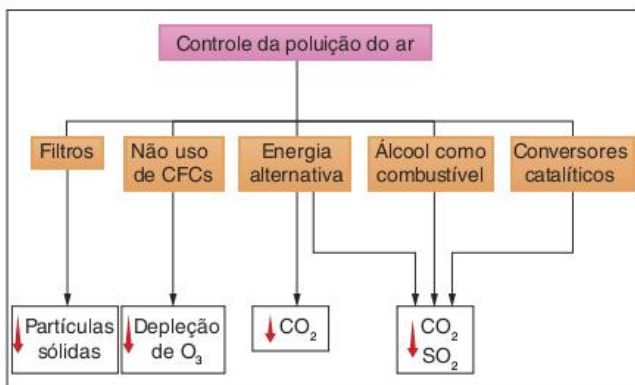 Controle da poluição do ar
Filtros
Não uso
de CFCs
Energia
alternativa
Álcool como
combustível
Conversores
catalíticos
Partículas
sólidas
Depleção
de O₃
CO₂
CO₂
SO₂